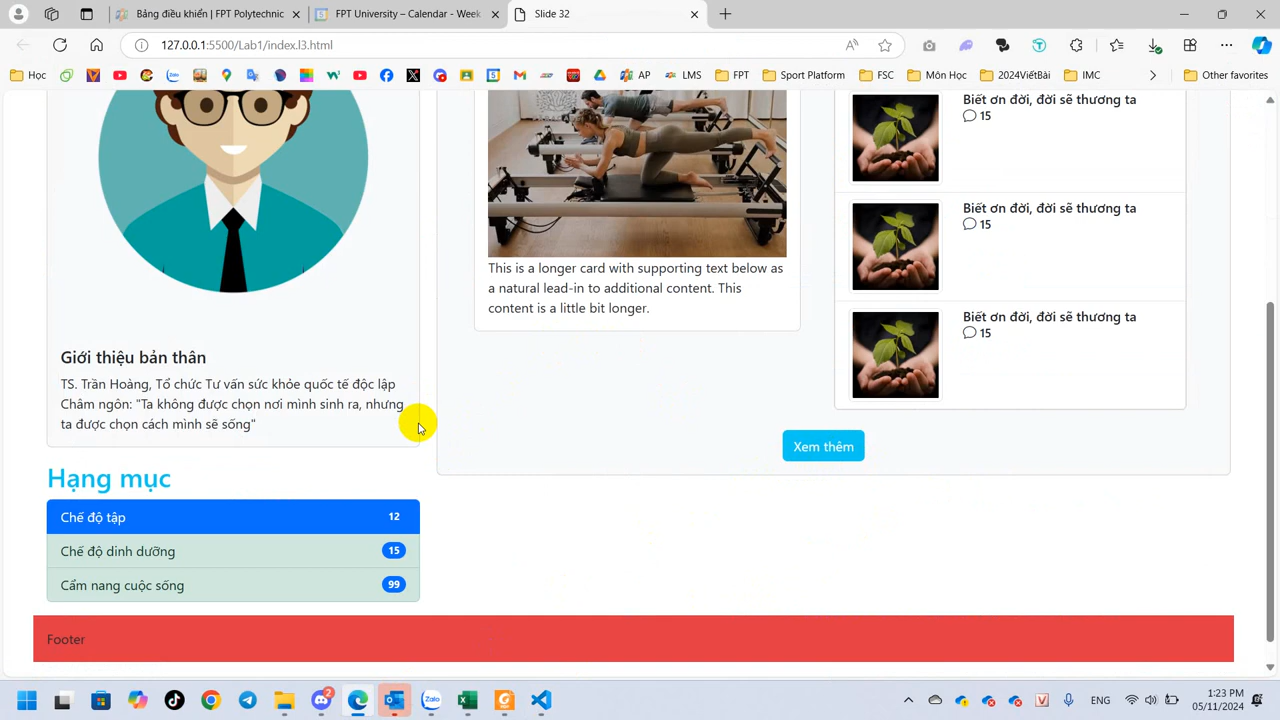 Bảng điều khiển | FPT Polytechnic
FPT University – Calendar - Week
Slide 32
127.0.0.1:5500/Lab1/index.l3.html
Học
AP
LMS
FPT
Sport Platform
FSC
Món Học
2024ViếtBài
IMC
Other favorites
Giới thiệu bản thân
TS. Trần Hoàng, Tổ chức Tư vấn sức khỏe quốc tế độc lập
Châm ngôn: "Ta không được chọn nơi mình sinh ra, nhưng
ta được chọn cách mình sẽ sống"
Hạng mục
Chế độ tập 12
Chế độ dinh dưỡng 15
Cẩm nang cuộc sống 99
This is a longer card with supporting text below as
a natural lead-in to additional content. This
content is a little bit longer.
Biết ơn đời, đời sẽ thương ta
15
Biết ơn đời, đời sẽ thương ta
15
Biết ơn đời, đời sẽ thương ta
15
Xem thêm
Footer
2
Zalo
ENG
1:23 PM
05/11/2024